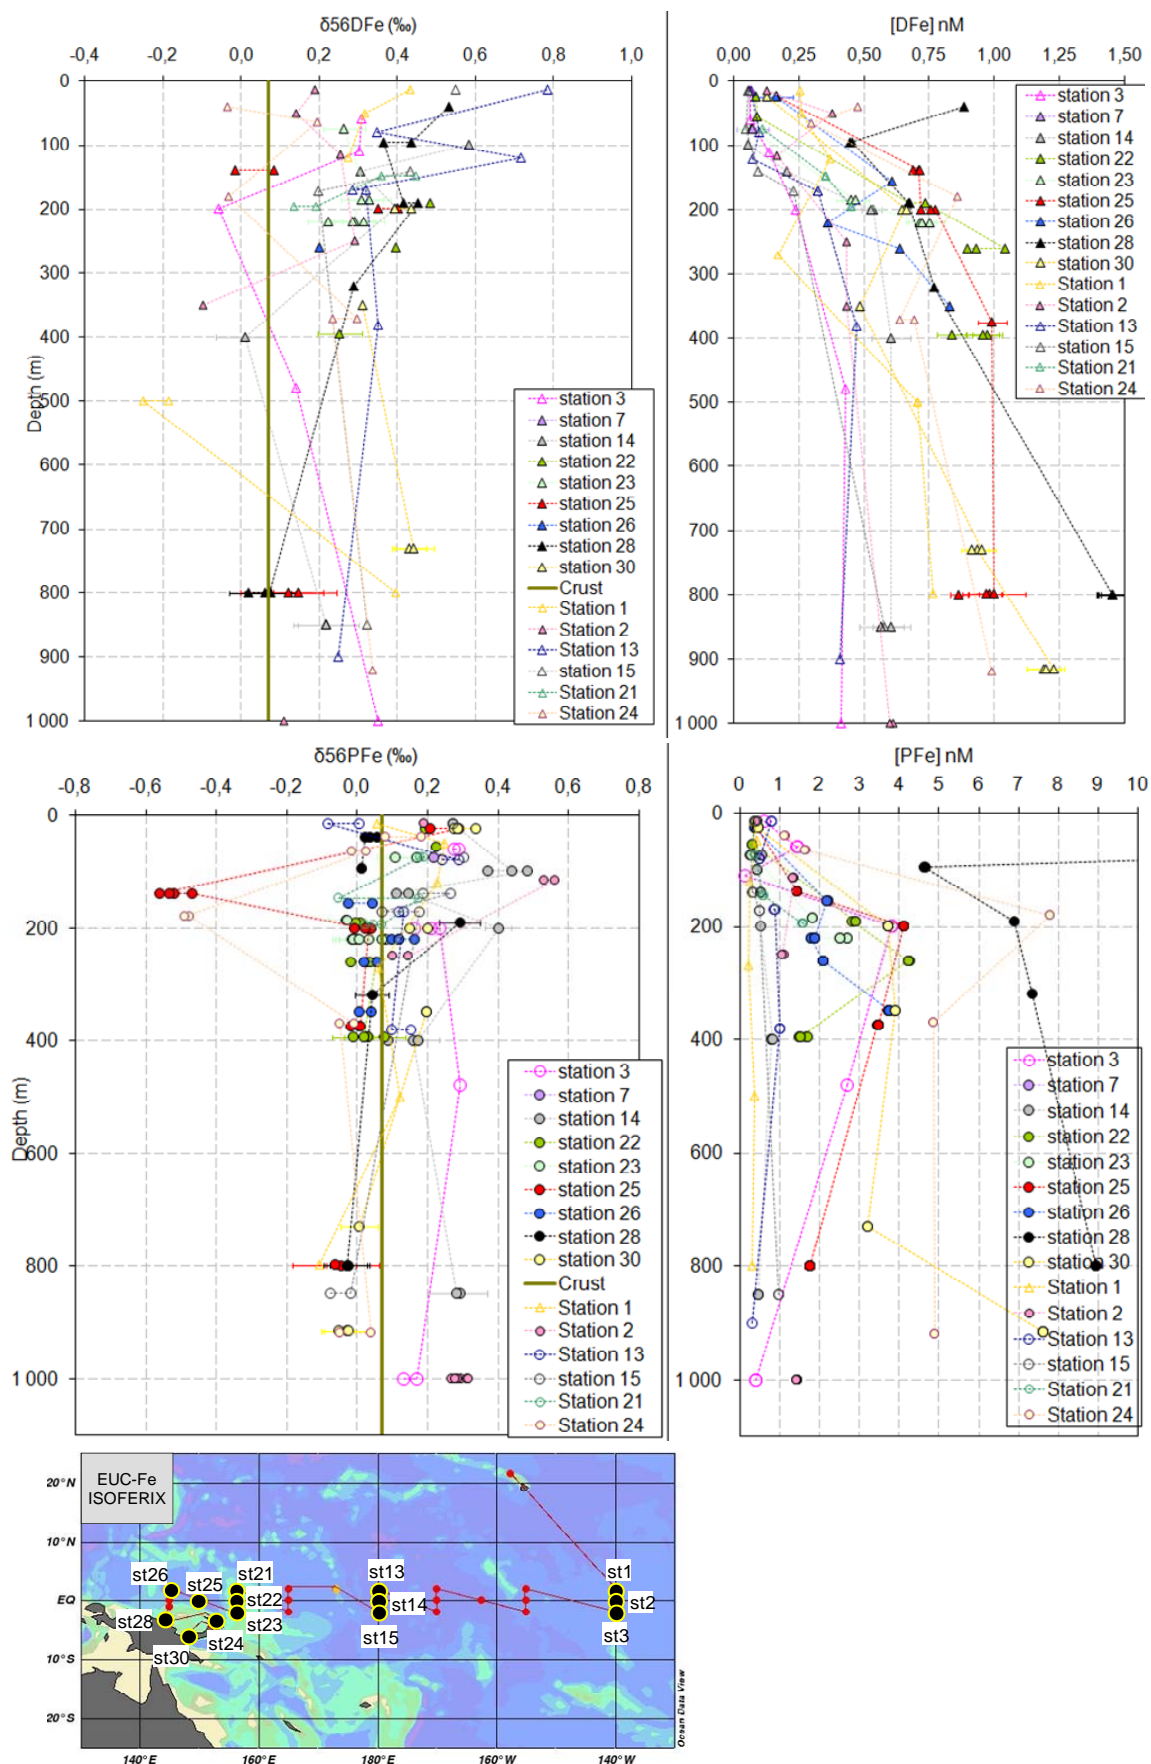 δ56DFe (‰)
-0,4 -0,2 0,0 0,2 0,4 0,6 0,8 1,0
0
100
200
300
400
500
600
700
800
900
1 000
Depth (m)
station 3
station 7
station 14
station 22
station 23
station 25
station 26
station 28
station 30
Crust
Station 1
Station 2
Station 13
station 15
Station 21
Station 24
[DFe] nM
0,00 0,25 0,50 0,75 1,00 1,25 1,50
0
100
200
300
400
500
600
700
800
900
1 000
station 3
station 7
station 14
station 22
station 23
station 25
station 26
station 28
station 30
Station 1
Station 2
Station 13
station 15
Station 21
Station 24
δ56PFe (‰)
-0,8 -0,6 -0,4 -0,2 0,0 0,2 0,4 0,6 0,8
0
200
400
600
800
1 000
Depth (m)
station 3
station 7
station 14
station 22
station 23
station 25
station 26
station 28
station 30
Crust
Station 1
Station 2
Station 13
station 15
Station 21
Station 24
[PFe] nM
0 1 2 3 4 5 6 7 8 9 10
0
200
400
600
800
1 000
station 3
station 7
station 14
station 22
station 23
station 25
station 26
station 28
station 30
Station 1
Station 2
Station 13
station 15
Station 21
Station 24
EUC-Fe
ISOFERIX
20°N
10°N
EQ
10°S
20°S
st26
st25
st21
st22
st23
st28
st24
st30
st13
st14
st15
st1
st2
st3
140°E 160°E 180°E 160°W 140°W
Ocean Data View